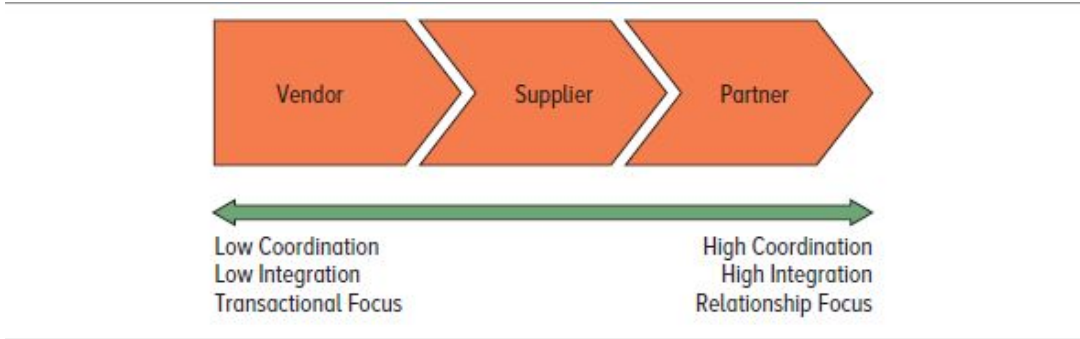 Vendor
Supplier
Partner
Low Coordination
High Coordination
Low Integration
High Integration
Transactional Focus
Relationship Focus